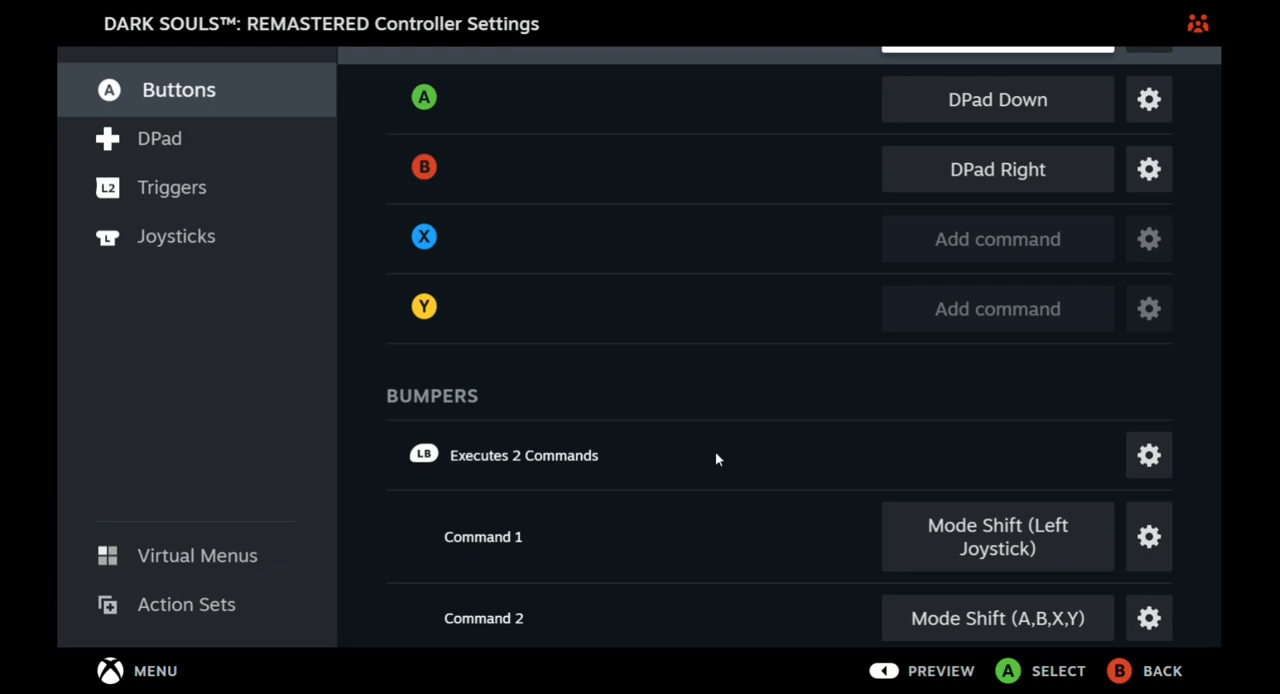 DARK SOULS™: REMASTERED Controller Settings
A Buttons
DPad
L2 Triggers
L Joysticks
Virtual Menus
Action Sets
A DPad Down
B DPad Right
X Add command
Y Add command
BUMPERS
LB Executes 2 Commands
Command 1
Mode Shift (Left
Joystick)
Command 2 Mode Shift (A,B,X,Y)
MENU PREVIEW A SELECT B BACK